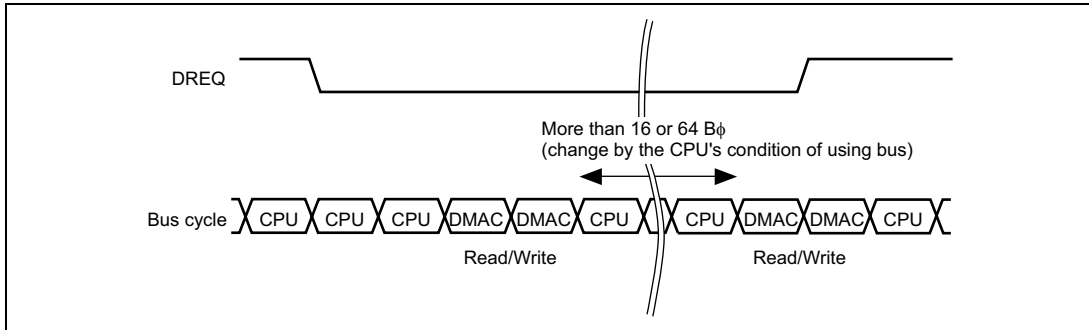 DREQ
More than 16 or 64 Bϕ
(change by the CPU's condition of using bus)
Bus cycle CPU CPU CPU DMAC DMAC CPU CPU DMAC DMAC CPU
Read/Write Read/Write